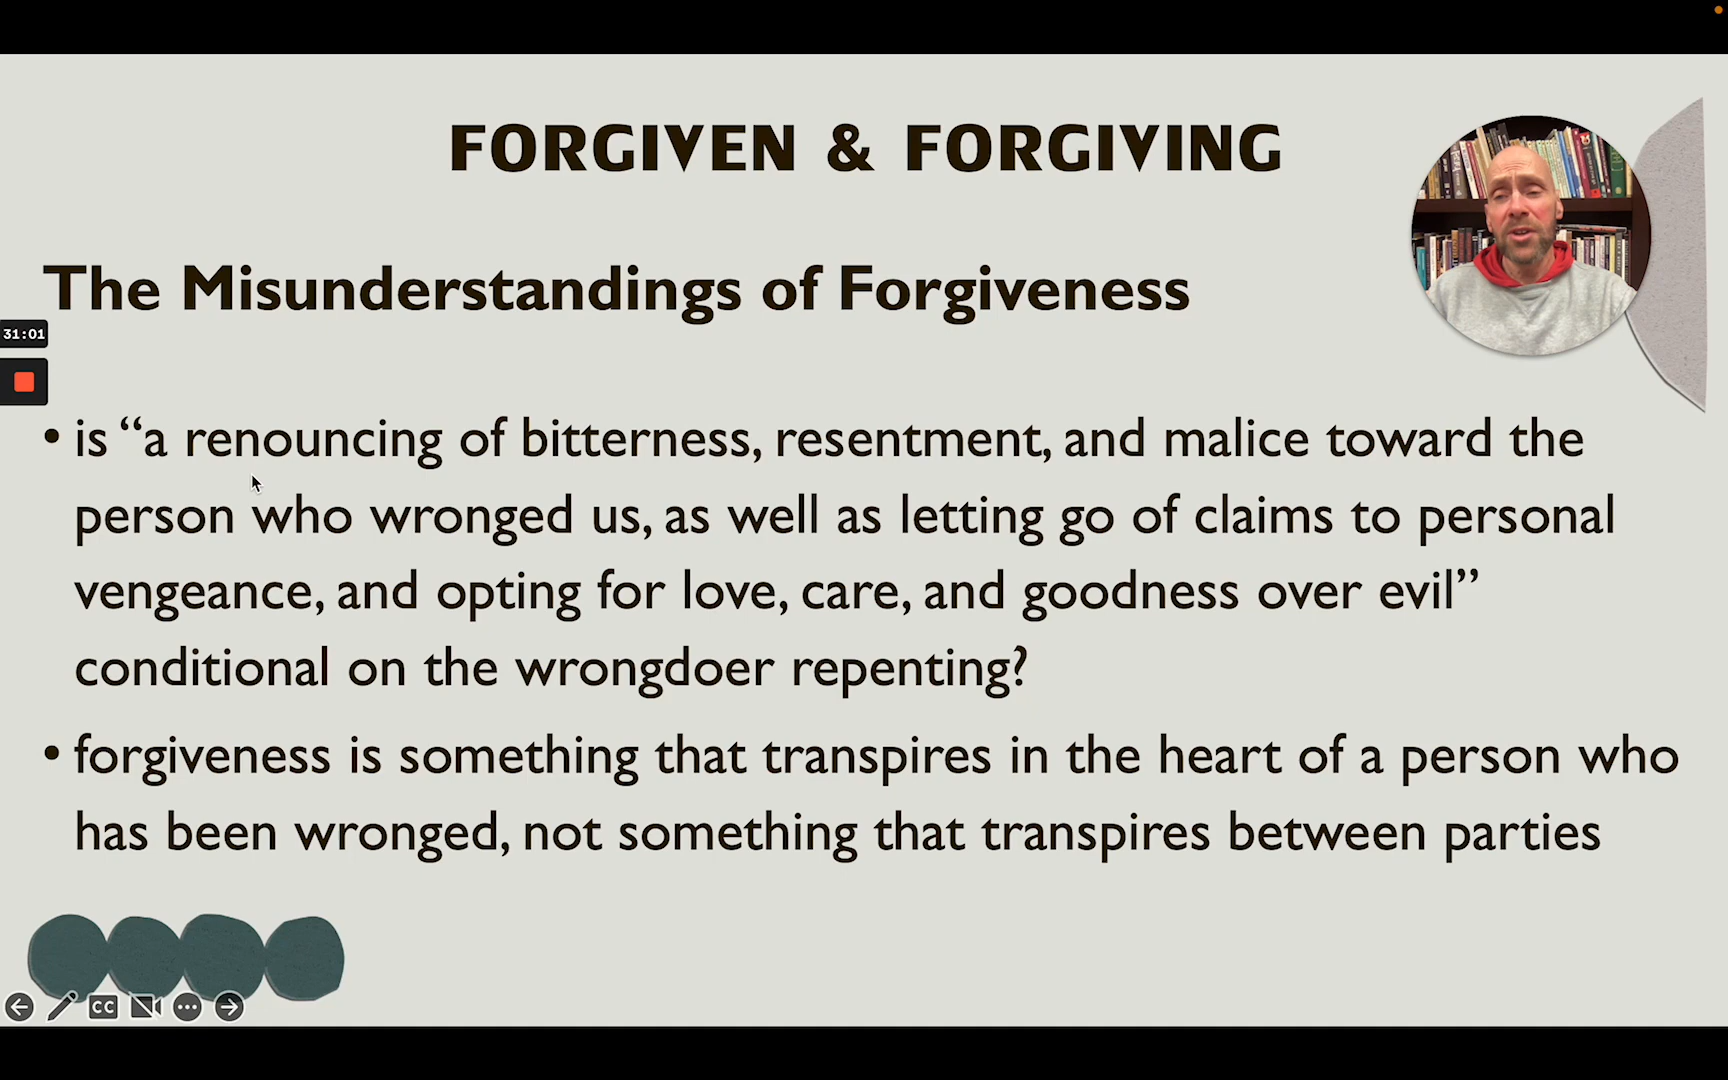 FORGIVEN & FORGIVING
The Misunderstandings of Forgiveness
31:01
• is “a renouncing of bitterness, resentment, and malice toward the
person who wronged us, as well as letting go of claims to personal
vengeance, and opting for love, care, and goodness over evil”
conditional on the wrongdoer repenting?
• forgiveness is something that transpires in the heart of a person who
has been wronged, not something that transpires between parties
CC